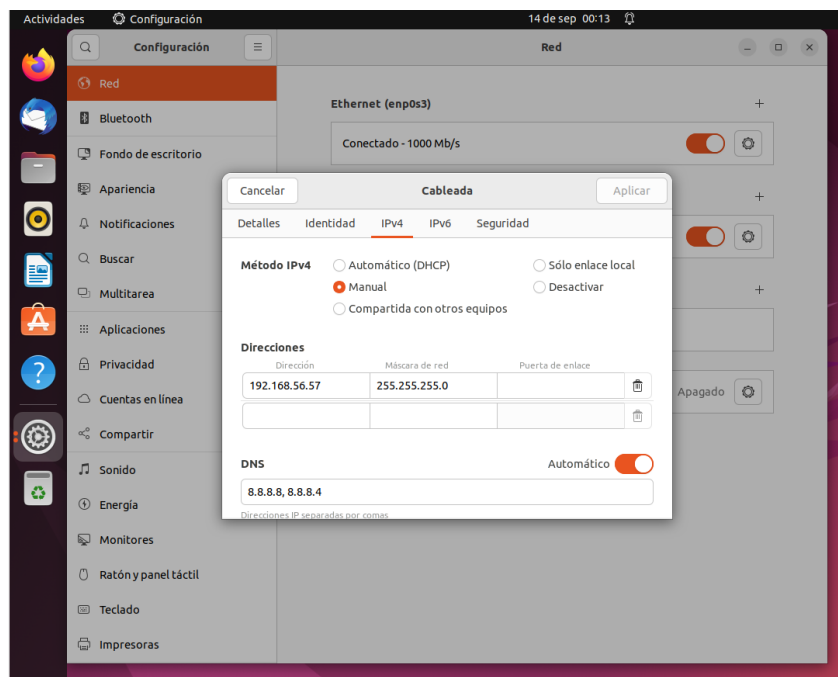 Actividades Configuración 14 de sep 00:13
Configuración Red
Red
Bluetooth
Fondo de escritorio
Apariencia
Notificaciones
Buscar
Multitarea
Aplicaciones
Privacidad
Cuentas en línea
Compartir
Sonido
Energía
Monitores
Ratón y panel táctil
Teclado
Impresoras
Ethernet (enp0s3)
Conectado - 1000 Mb/s
Apagado
Cancelar Cableada Aplicar
Detalles Identidad IPv4 IPv6 Seguridad
Método IPv4 Automático (DHCP) Sólo enlace local
Manual Desactivar
Compartida con otros equipos
Direcciones
Dirección Máscara de red Puerta de enlace
192.168.56.57 255.255.255.0
DNS Automático
8.8.8.8, 8.8.8.4
Direcciones IP separadas por comas